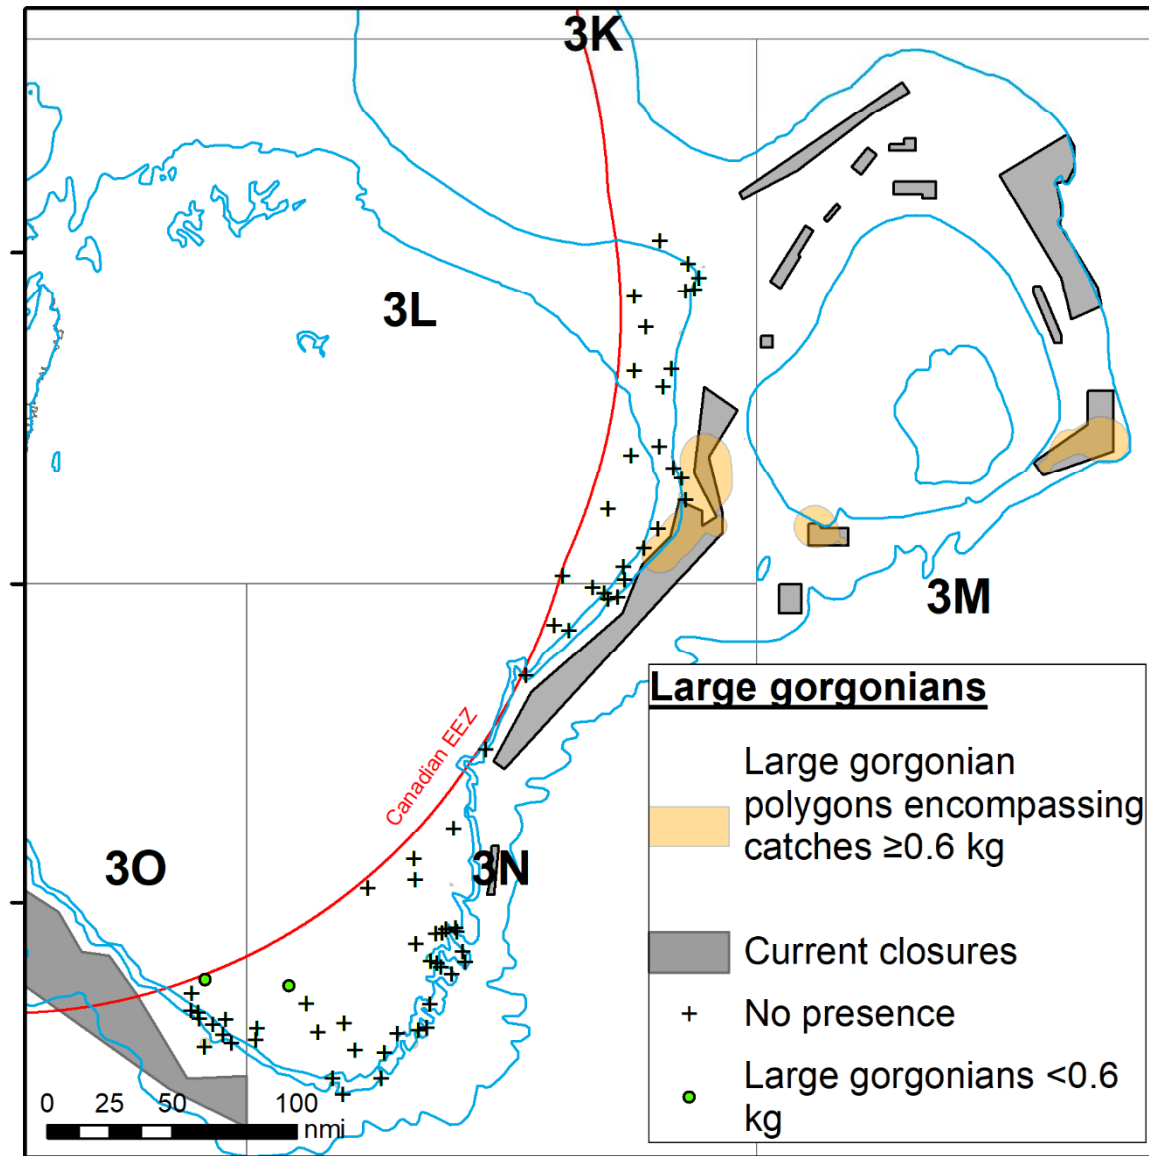 3K
3L
3M
Canadian EEZ
3O
3N
Large gorgonians
Large gorgonian
polygons encompassing
catches ≥0.6 kg
Current closures
No presence
Large gorgonians <0.6
kg
0 25 50 100
nmi